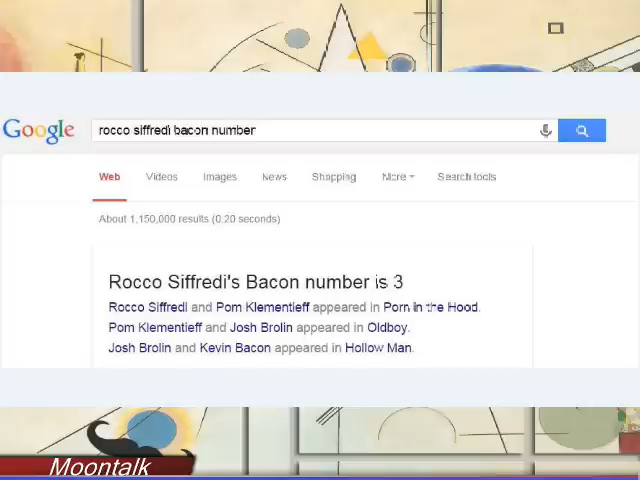 Google
rocco siffredi bacon number
Web Videos Images News Shopping More Search tools
About 1,150,000 results (0.20 seconds)
Rocco Siffredi's Bacon number is 3
Rocco Siffredi and Pom Klementieff appeared in Porn in the Hood.
Pom Klementieff and Josh Brolin appeared in Oldboy.
Josh Brolin and Kevin Bacon appeared in Hollow Man.
Moontalk